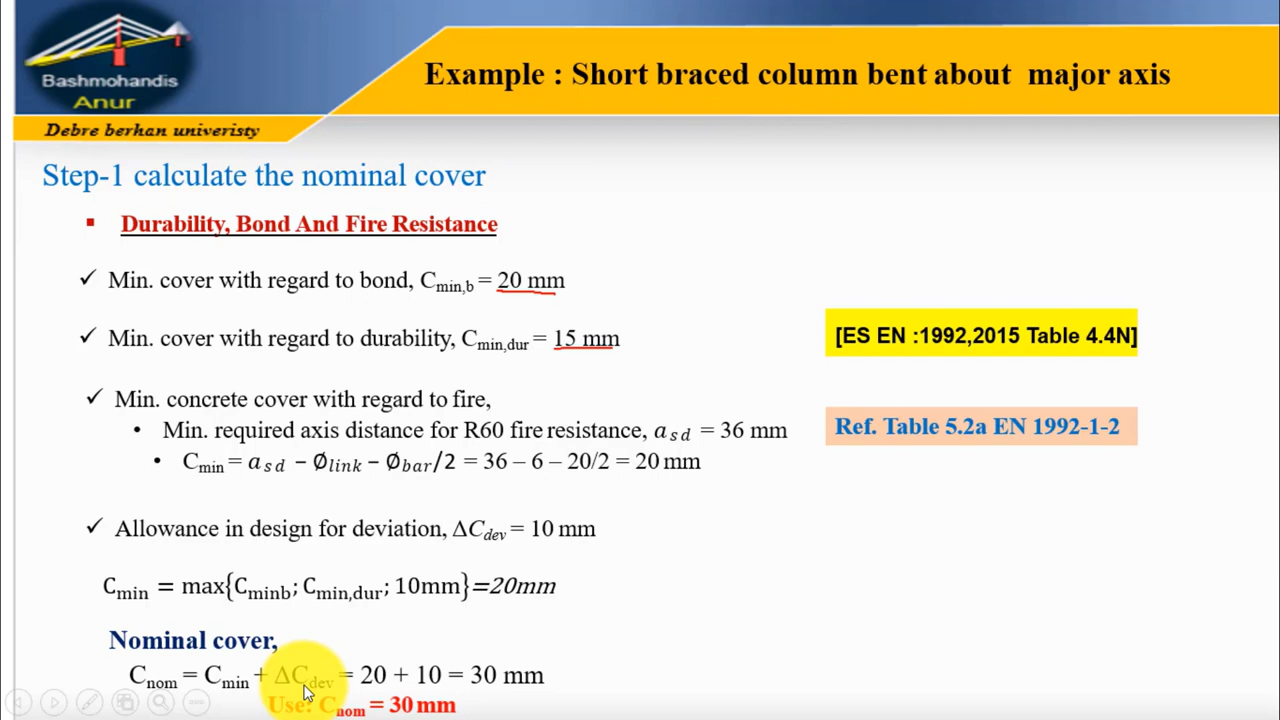 Bashmohandis
Anur
Debre berhan univeristy
Example : Short braced column bent about major axis
Step-1 calculate the nominal cover
▪ Durability, Bond And Fire Resistance
✓ Min. cover with regard to bond, Cmin,b = 20 mm
✓ Min. cover with regard to durability, Cmin,dur = 15 mm
[ES EN :1992,2015 Table 4.4N]
✓ Min. concrete cover with regard to fire,
• Min. required axis distance for R60 fire resistance, asd = 36 mm
Ref. Table 5.2a EN 1992-1-2
• Cmin = asd − Ølink − Øbar/2 = 36 – 6 – 20/2 = 20 mm
✓ Allowance in design for deviation, ΔCdev = 10 mm
Cmin = max{Cminb; Cmin,dur; 10mm}=20mm
Nominal cover,
Cnom = Cmin + ΔCdev = 20 + 10 = 30 mm
Use: Cnom = 30 mm